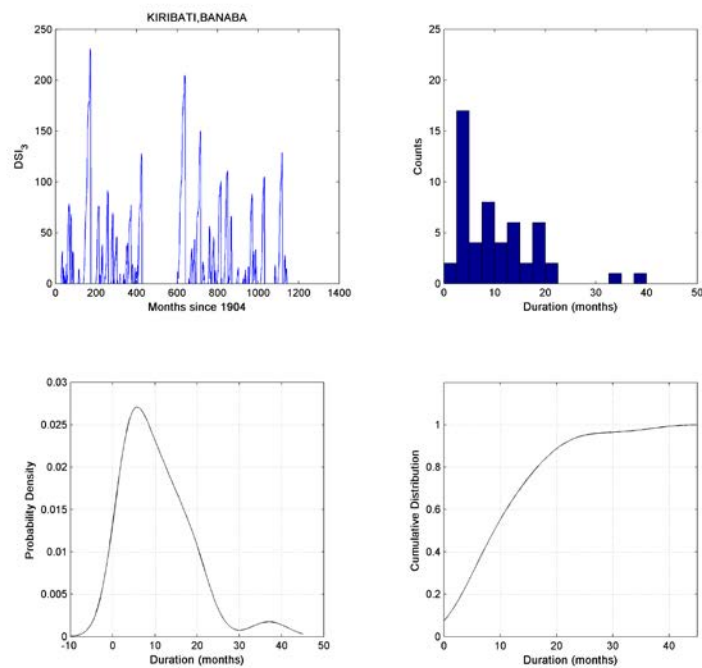 KIRIBATI,BANABA
250
200
150
100
50
0
DSI3
0 200 400 600 800 1000 1200 1400
Months since 1904
25
20
15
10
5
0
Counts
0 10 20 30 40 50
Duration (months)
0.03
0.025
0.02
0.015
0.01
0.005
0
Probability Density
-10 0 10 20 30 40 50
Duration (months)
1
0.8
0.6
0.4
0.2
0
Cumulative Distribution
0 10 20 30 40
Duration (months)